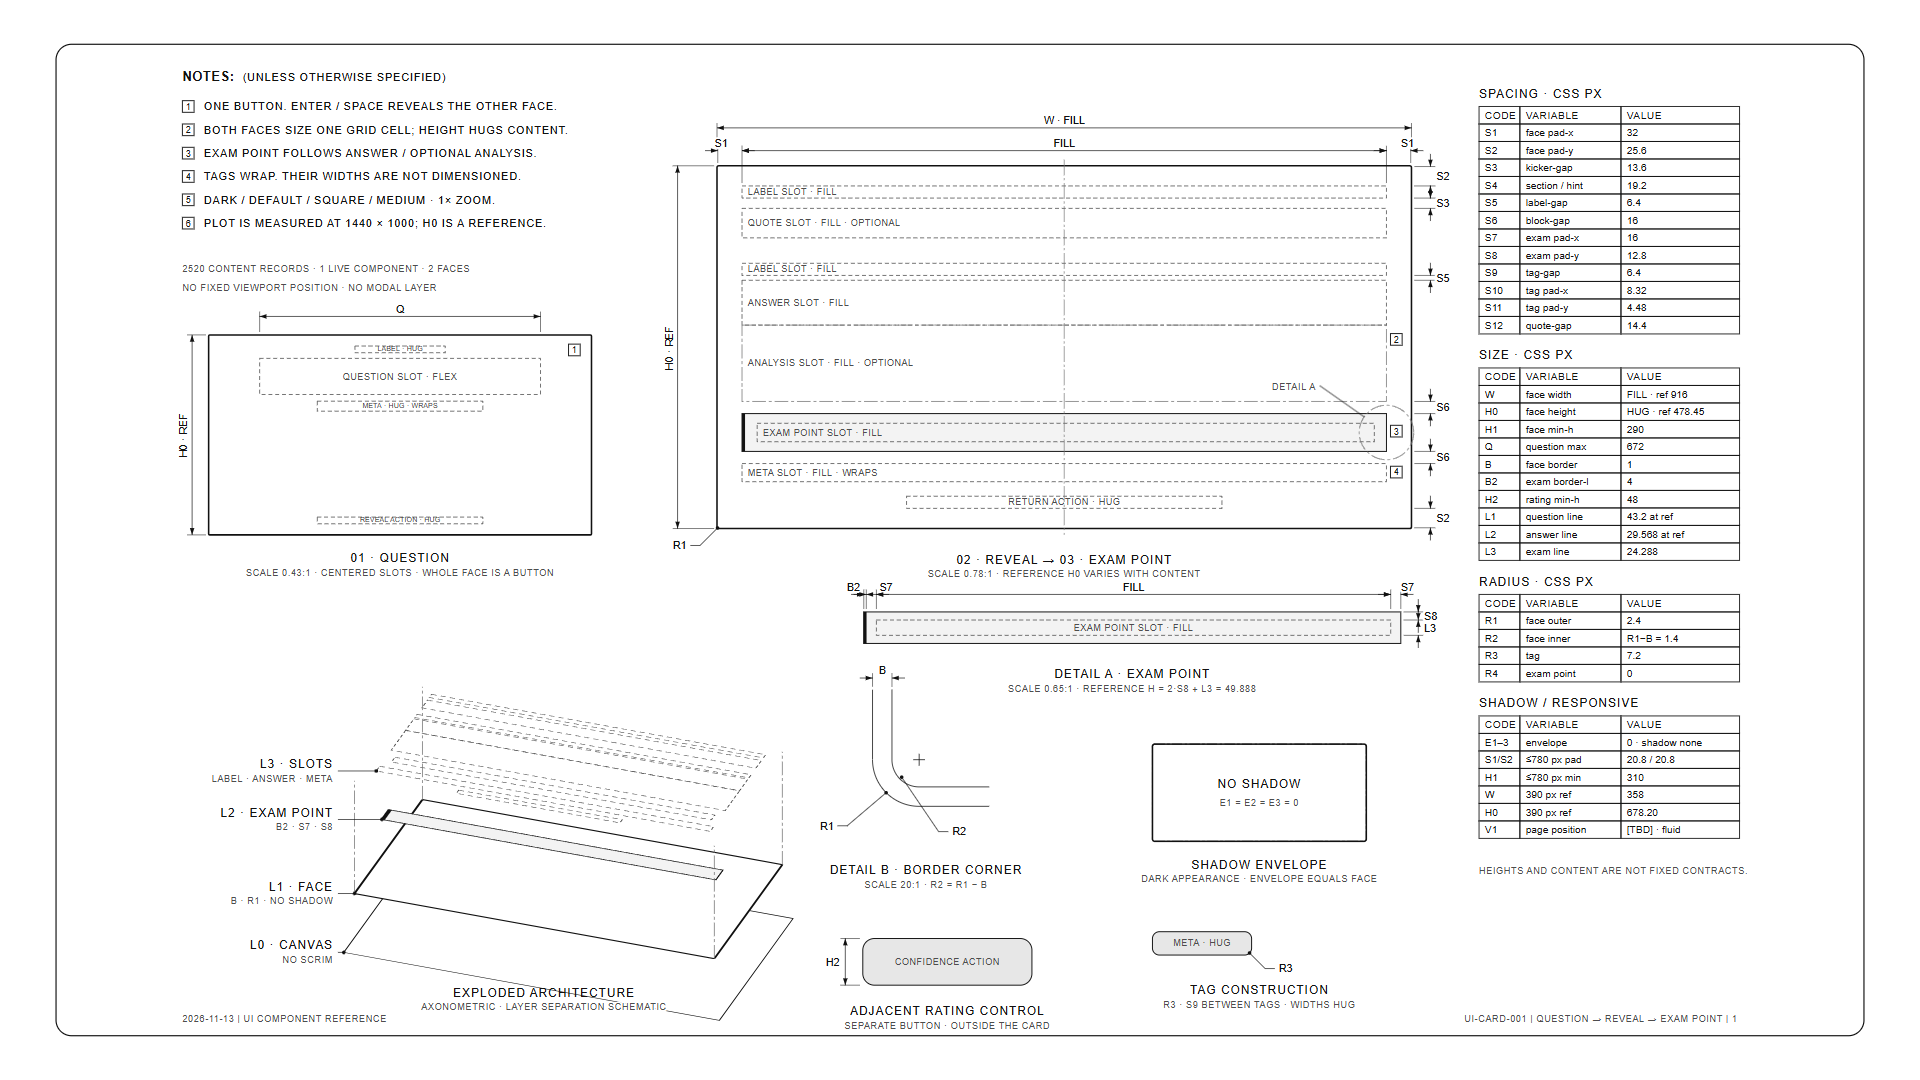 NOTES: (UNLESS OTHERWISE SPECIFIED)
1 ONE BUTTON. ENTER / SPACE REVEALS THE OTHER FACE.
2 BOTH FACES SIZE ONE GRID CELL; HEIGHT HUGS CONTENT.
3 EXAM POINT FOLLOWS ANSWER / OPTIONAL ANALYSIS.
4 TAGS WRAP. THEIR WIDTHS ARE NOT DIMENSIONED.
5 DARK / DEFAULT / SQUARE / MEDIUM · 1× ZOOM.
6 PLOT IS MEASURED AT 1440 × 1000; H0 IS A REFERENCE.
2520 CONTENT RECORDS · 1 LIVE COMPONENT · 2 FACES
NO FIXED VIEWPORT POSITION · NO MODAL LAYER
Q
H0 · REF
LABEL · HUG
1
QUESTION SLOT · FLEX
META · HUG · WRAPS
REVEAL ACTION · HUG
01 · QUESTION
SCALE 0.43:1 · CENTERED SLOTS · WHOLE FACE IS A BUTTON
W · FILL
S1
FILL
S1
H0 · REF
LABEL SLOT · FILL
QUOTE SLOT · FILL · OPTIONAL
LABEL SLOT · FILL
ANSWER SLOT · FILL
ANALYSIS SLOT · FILL · OPTIONAL
DETAIL A
EXAM POINT SLOT · FILL
META SLOT · FILL · WRAPS
RETURN ACTION · HUG
2
3
4
S2
S3
S5
S6
S6
S2
R1
02 · REVEAL → 03 · EXAM POINT
SCALE 0.78:1 · REFERENCE H0 VARIES WITH CONTENT
B2
S7
FILL
S7
EXAM POINT SLOT · FILL
S8
L3
DETAIL A · EXAM POINT
SCALE 0.65:1 · REFERENCE H = 2·S8 + L3 = 49.888
B
R1
R2
DETAIL B · BORDER CORNER
SCALE 20:1 · R2 = R1 − B
NO SHADOW
E1 = E2 = E3 = 0
SHADOW ENVELOPE
DARK APPEARANCE · ENVELOPE EQUALS FACE
L3 · SLOTS
LABEL · ANSWER · META
L2 · EXAM POINT
B2 · S7 · S8
L1 · FACE
B · R1 · NO SHADOW
L0 · CANVAS
NO SCRIM
EXPLODED ARCHITECTURE
AXONOMETRIC · LAYER SEPARATION SCHEMATIC
H2
CONFIDENCE ACTION
ADJACENT RATING CONTROL
SEPARATE BUTTON · OUTSIDE THE CARD
META · HUG
R3
TAG CONSTRUCTION
R3 · S9 BETWEEN TAGS · WIDTHS HUG
SPACING · CSS PX
CODE VARIABLE VALUE
S1 face pad-x 32
S2 face pad-y 25.6
S3 kicker-gap 13.6
S4 section / hint 19.2
S5 label-gap 6.4
S6 block-gap 16
S7 exam pad-x 16
S8 exam pad-y 12.8
S9 tag-gap 6.4
S10 tag pad-x 8.32
S11 tag pad-y 4.48
S12 quote-gap 14.4
SIZE · CSS PX
CODE VARIABLE VALUE
W face width FILL · ref 916
H0 face height HUG · ref 478.45
H1 face min-h 290
Q question max 672
B face border 1
B2 exam border-l 4
H2 rating min-h 48
L1 question line 43.2 at ref
L2 answer line 29.568 at ref
L3 exam line 24.288
RADIUS · CSS PX
CODE VARIABLE VALUE
R1 face outer 2.4
R2 face inner R1−B = 1.4
R3 tag 7.2
R4 exam point 0
SHADOW / RESPONSIVE
CODE VARIABLE VALUE
E1–3 envelope 0 · shadow none
S1/S2 ≤780 px pad 20.8 / 20.8
H1 ≤780 px min 310
W 390 px ref 358
H0 390 px ref 678.20
V1 page position [TBD] · fluid
HEIGHTS AND CONTENT ARE NOT FIXED CONTRACTS.
2026-11-13 | UI COMPONENT REFERENCE
UI-CARD-001 | QUESTION → REVEAL → EXAM POINT | 1